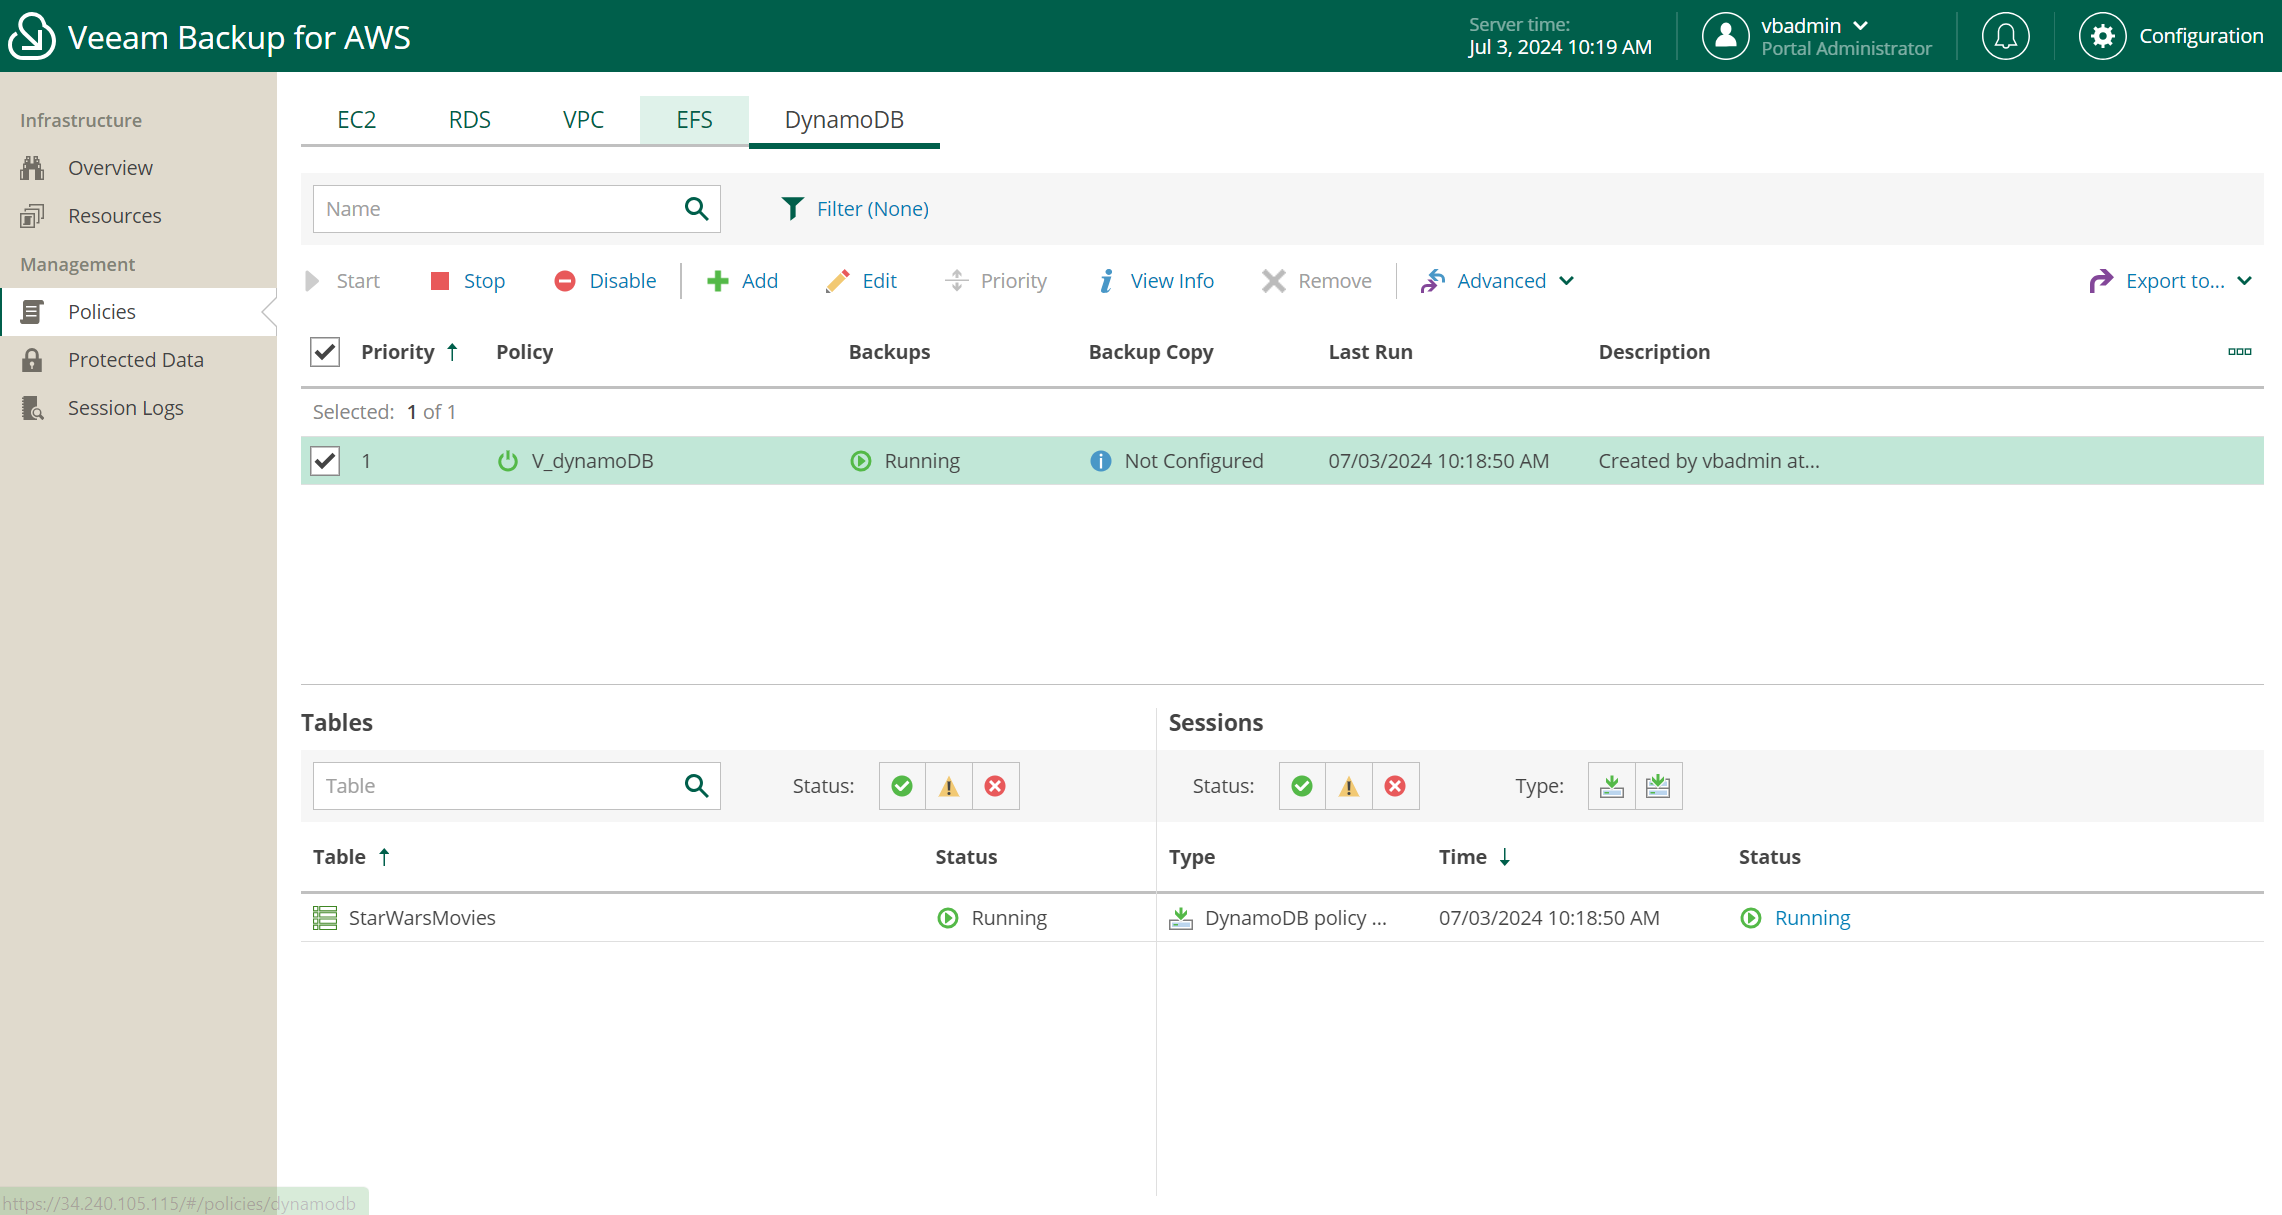 Veeam Backup for AWS
Server time:
Jul 3, 2024 10:19 AM
vbadmin
Portal Administrator
Configuration
Infrastructure
Overview
Resources
Management
Policies
Protected Data
Session Logs
EC2 RDS VPC EFS DynamoDB
Name
Filter (None)
Start Stop Disable Add Edit Priority View Info Remove Advanced Export to...
Priority Policy Backups Backup Copy Last Run Description
Selected: 1 of 1
1 V_dynamoDB Running Not Configured 07/03/2024 10:18:50 AM Created by vbadmin at...
Tables
Table
Status:
Table Status
StarWarsMovies Running
Sessions
Status: Type:
Type Time Status
DynamoDB policy ... 07/03/2024 10:18:50 AM Running
https://34.240.105.115/#/policies/dynamodb